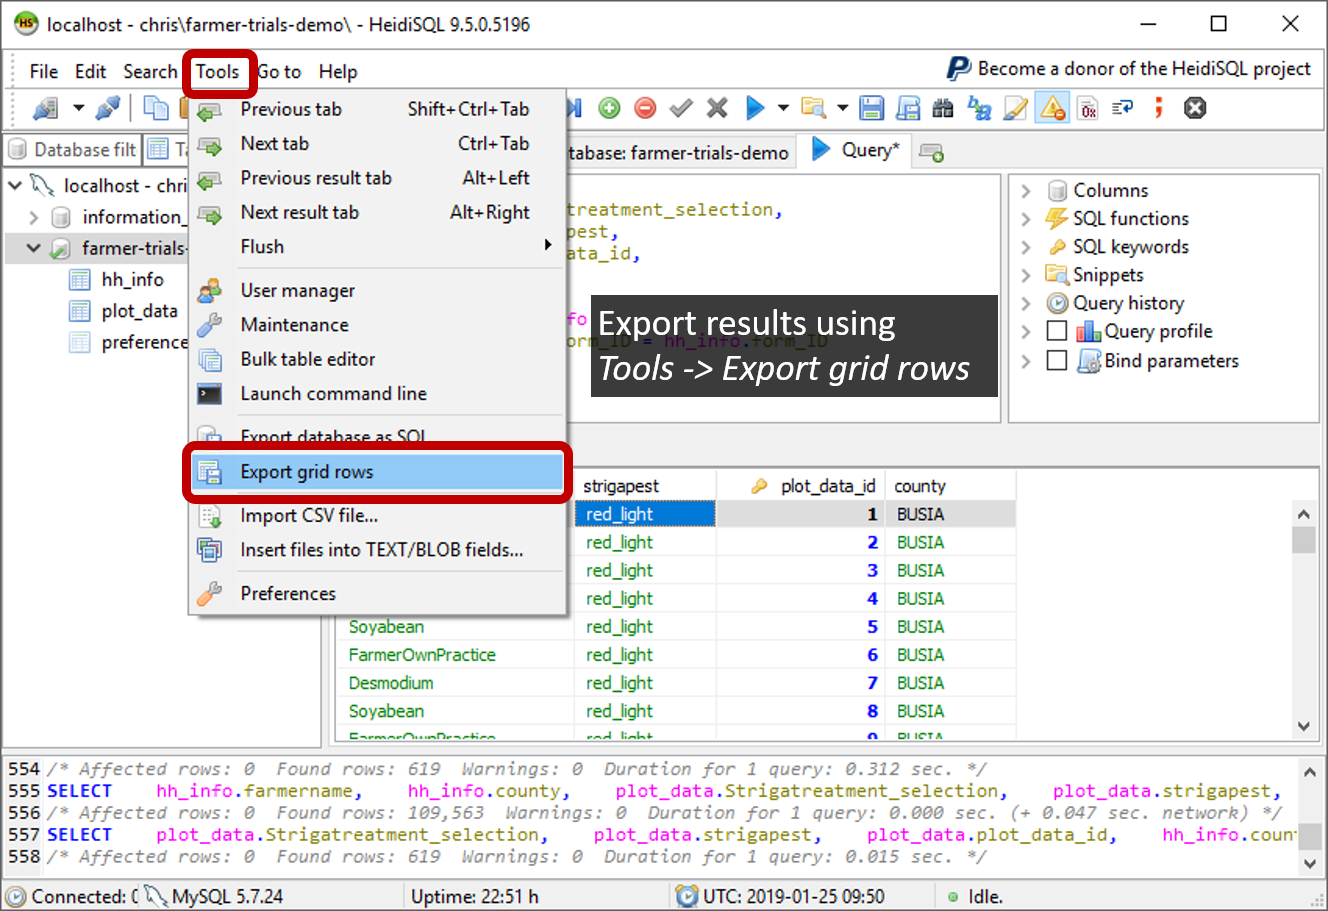 localhost - chris\farmer-trials-demo\ - HeidiSQL 9.5.0.5196
File Edit Search Tools Go to Help
Become a donor of the HeidiSQL project
Database filt
tabase: farmer-trials-demo
Query*
localhost - chri
information_
farmer-trials-
hh_info
plot_data
preference
Previous tab Shift+Ctrl+Tab
Next tab Ctrl+Tab
Previous result tab Alt+Left
Next result tab Alt+Right
Flush
User manager
Maintenance
Bulk table editor
Launch command line
Export database as SQL
Export grid rows
Import CSV file...
Insert files into TEXT/BLOB fields...
Preferences
treatment_selection,
pest,
ata_id,
fo
orm_ID = hh_info.form_ID
Export results using
Tools -> Export grid rows
Columns
SQL functions
SQL keywords
Snippets
Query history
Query profile
Bind parameters
strigapest plot_data_id county
red_light 1 BUSIA
red_light 2 BUSIA
red_light 3 BUSIA
red_light 4 BUSIA
Soyabean red_light 5 BUSIA
FarmerOwnPractice red_light 6 BUSIA
Desmodium red_light 7 BUSIA
Soyabean red_light 8 BUSIA
FarmerOwnPractice red_light 9 BUSIA
554 /* Affected rows: 0 Found rows: 619 Warnings: 0 Duration for 1 query: 0.312 sec. */
555 SELECT hh_info.farmername, hh_info.county, plot_data.Strigatreatment_selection, plot_data.strigapest,
556 /* Affected rows: 0 Found rows: 109,563 Warnings: 0 Duration for 1 query: 0.000 sec. (+ 0.047 sec. network) */
557 SELECT plot_data.Strigatreatment_selection, plot_data.strigapest, plot_data.plot_data_id, hh_info.coun
558 /* Affected rows: 0 Found rows: 619 Warnings: 0 Duration for 1 query: 0.015 sec. */
Connected: MySQL 5.7.24 Uptime: 22:51 h UTC: 2019-01-25 09:50 Idle.